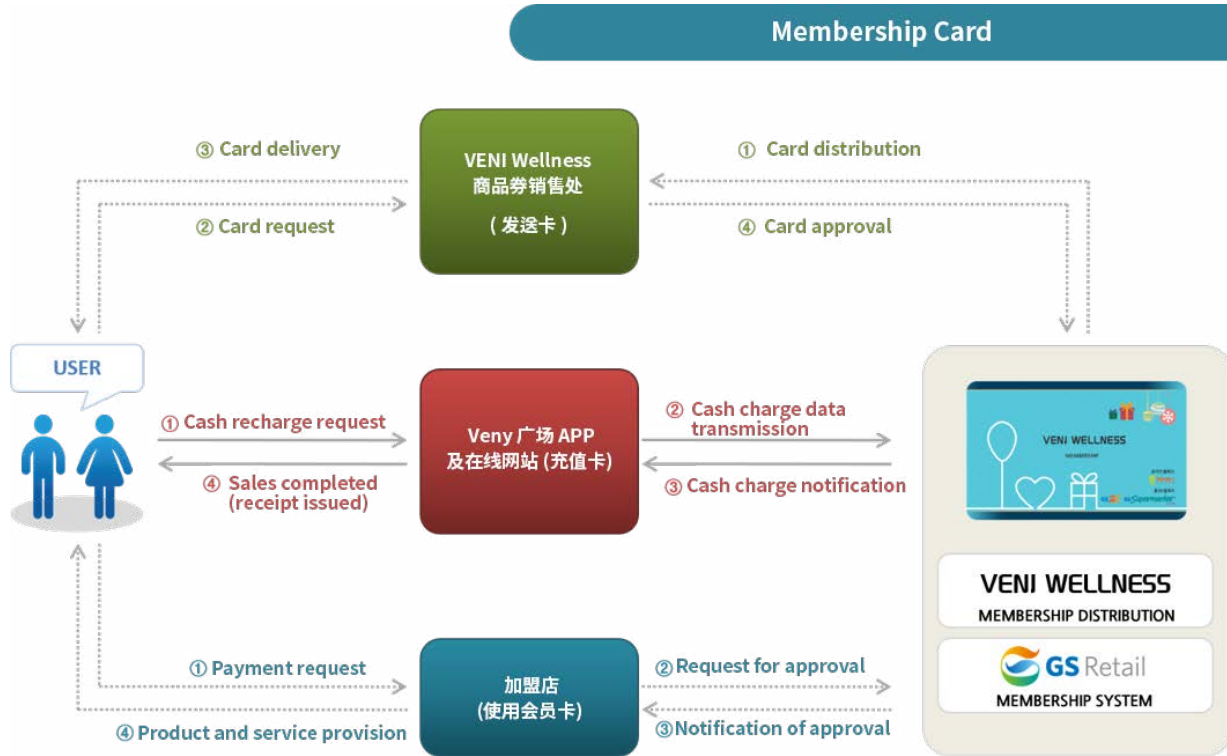 Membership Card
③ Card delivery
② Card request
VENI Wellness
商品券销售处
( 发送卡 )
① Card distribution
④ Card approval
USER
① Cash recharge request
④ Sales completed
(receipt issued)
Veny 广场 APP
及在线网站 (充值卡)
② Cash charge data
transmission
③ Cash charge notification
VENI WELLNESS
MEMBERSHIP
VENI WELLNESS
MEMBERSHIP DISTRIBUTION
GS Retail
MEMBERSHIP SYSTEM
① Payment request
④ Product and service provision
加盟店
(使用会员卡)
② Request for approval
③Notification of approval